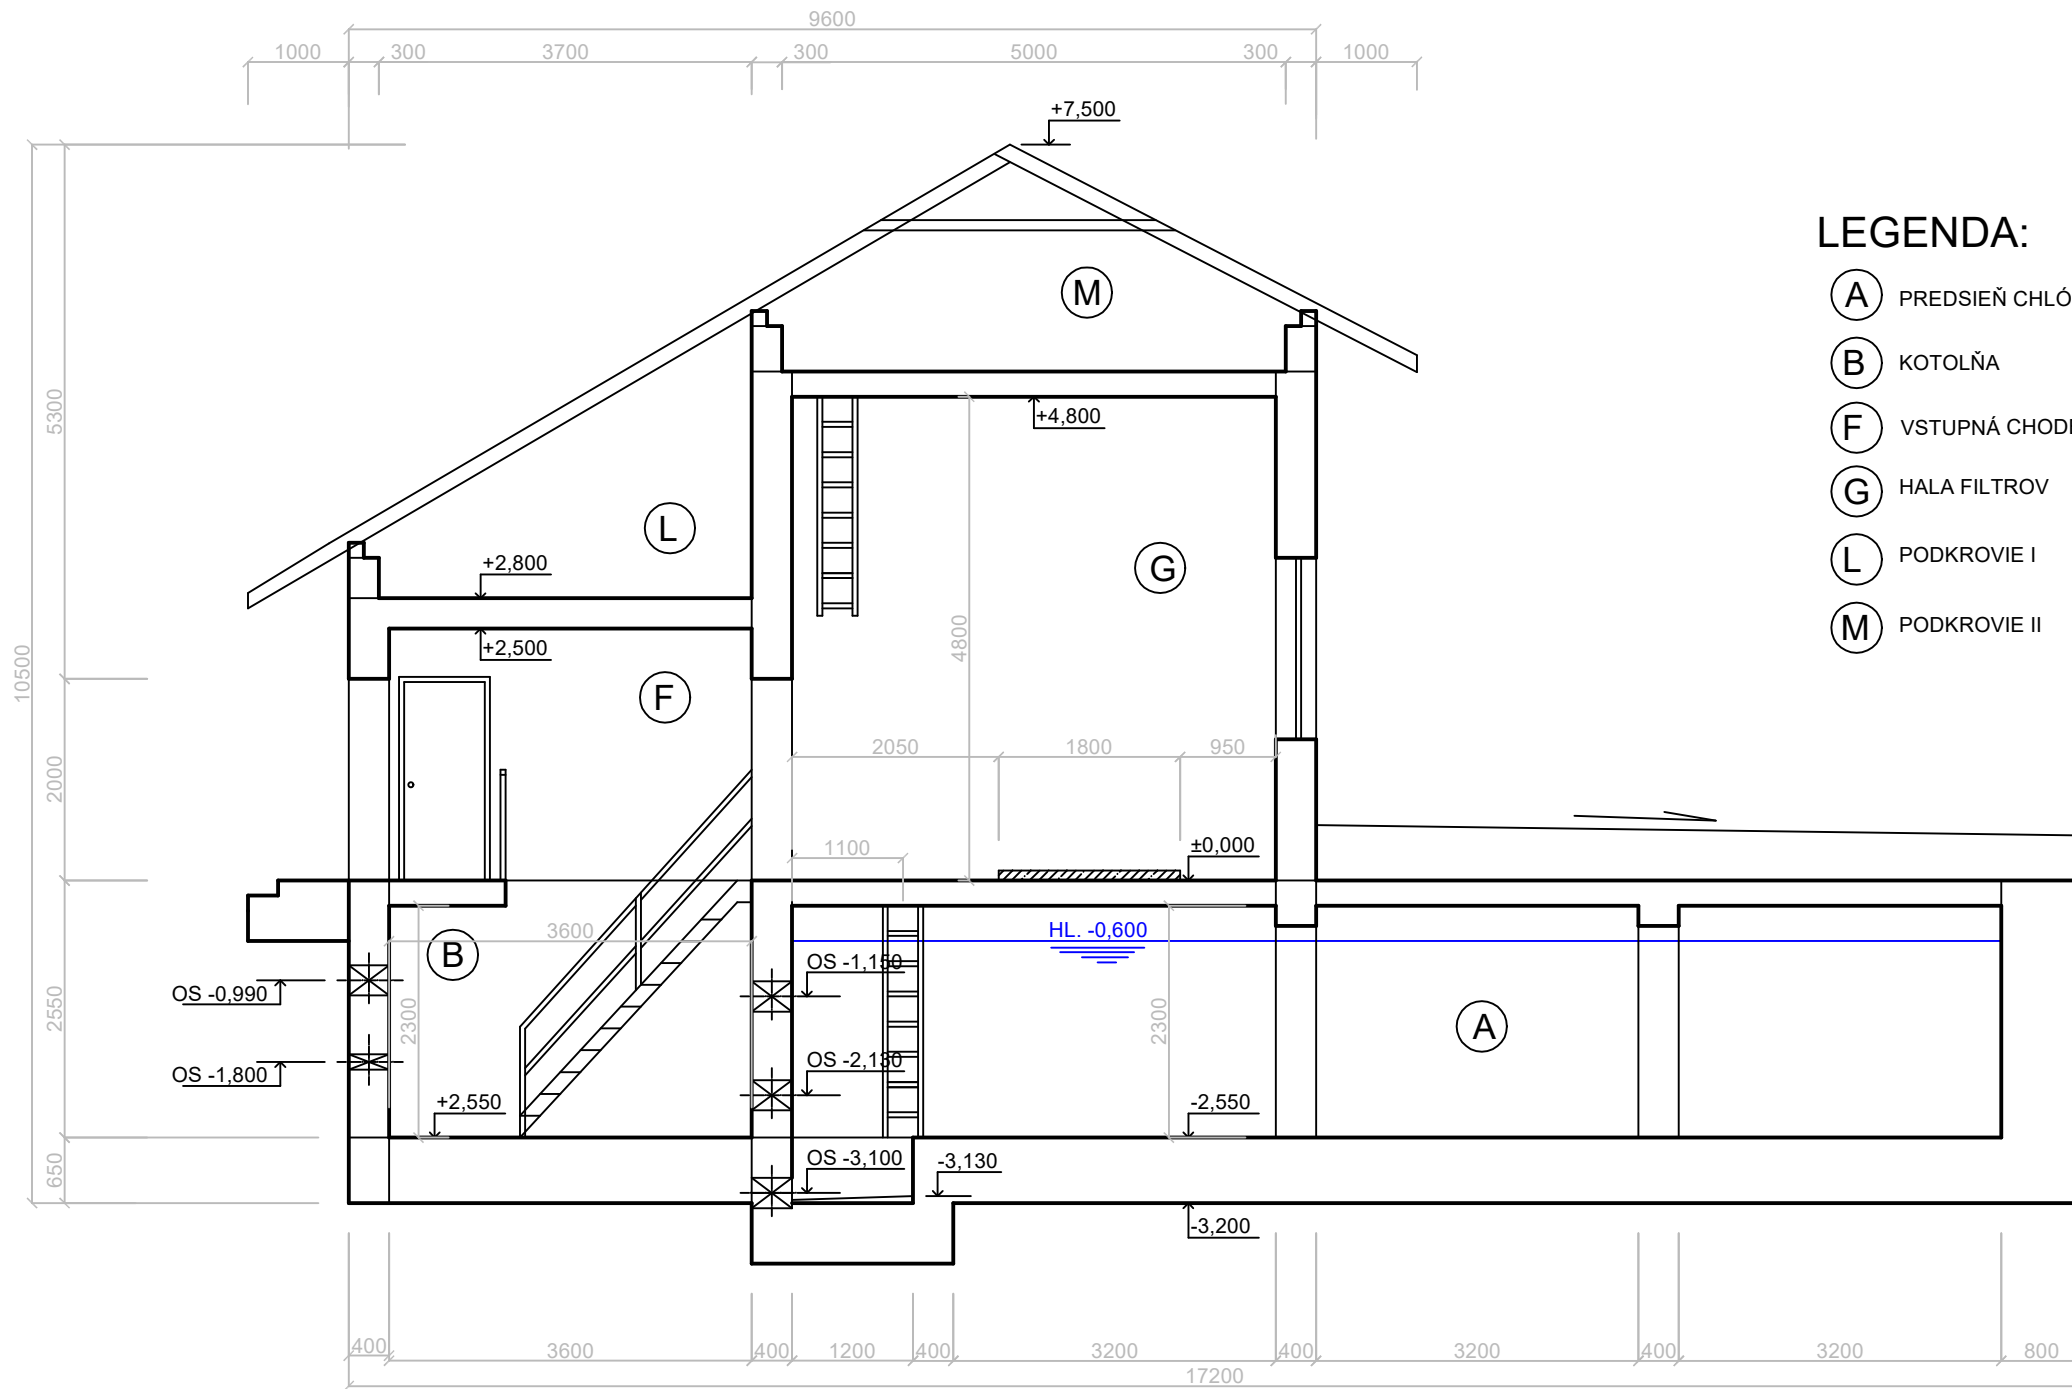 9600
1000 300 3700 300 5000 300 1000
+7,500
LEGENDA:
A PREDSIEŇ CHLÓ
B KOTOLŇA
F VSTUPNÁ CHOD
G HALA FILTROV
L PODKROVIE I
M PODKROVIE II
M
+4,800
5300
L
+2,800
G
+2,500
4800
10500
F
2050 1800 950
2000
1100
±0,000
HL. -0,600
3600
B
OS -1,150
OS -0,990
2550
2300
2300
A
OS -2,130
OS -1,800
+2,550
-2,550
650
OS -3,100
-3,130
-3,200
400 3600 400 1200 400 3200 400 3200 400 3200 800
17200